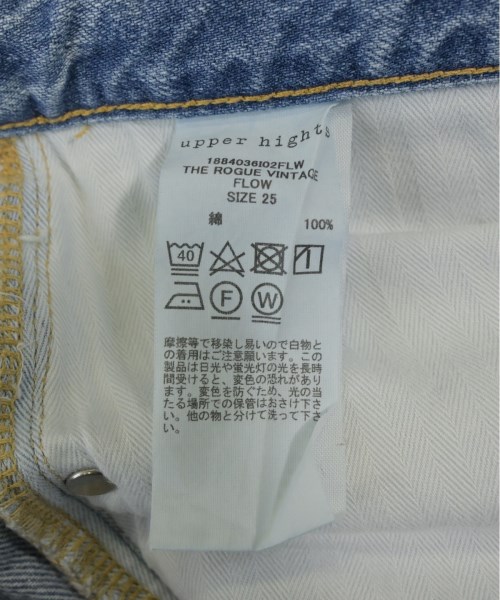 upper hights
1884036I02FLW
THE ROGUE VINTAGE
FLOW
SIZE 25
綿 100%
40
F W
摩擦等で移染し易いので白物と
の着用はご注意願います。この
製品は日光や蛍光灯の光を長時
間受けると、変色の恐れがあり
ます。変色を防ぐため、光の当
たる場所での保管はおさけ下さ
い。他の物と分けて洗って下さ
い。